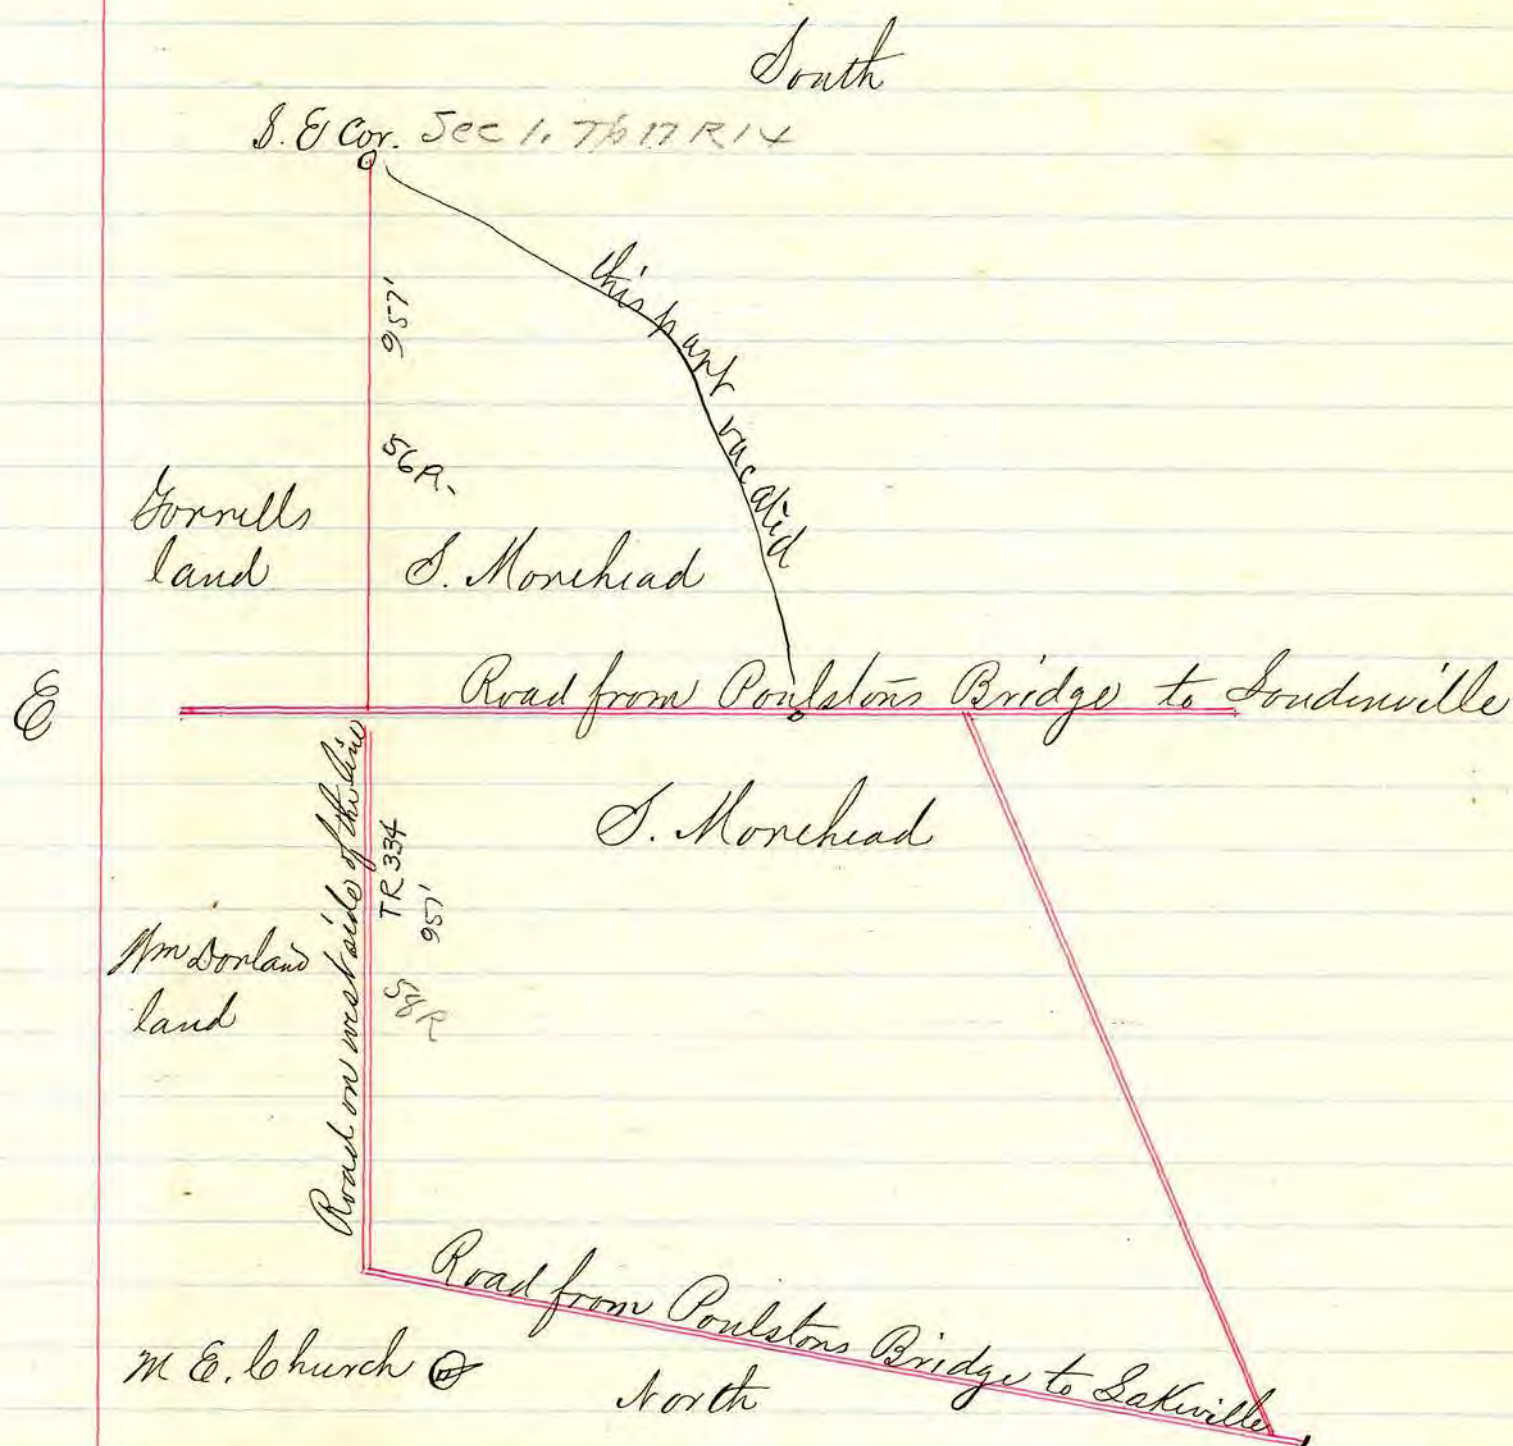 South
S. E Cor. Sec 1, Tp 17 R 14
957'
56R.
this part vacated
Gorrells
land
S. Morehead
E
Road from Poulstons Bridge to Loudinville
S. Morehead
Road on west side of the line
TR 334
957'
58R
Wm Dorland
land
Road from Poulstons Bridge to Lakeville
M E. Church
North